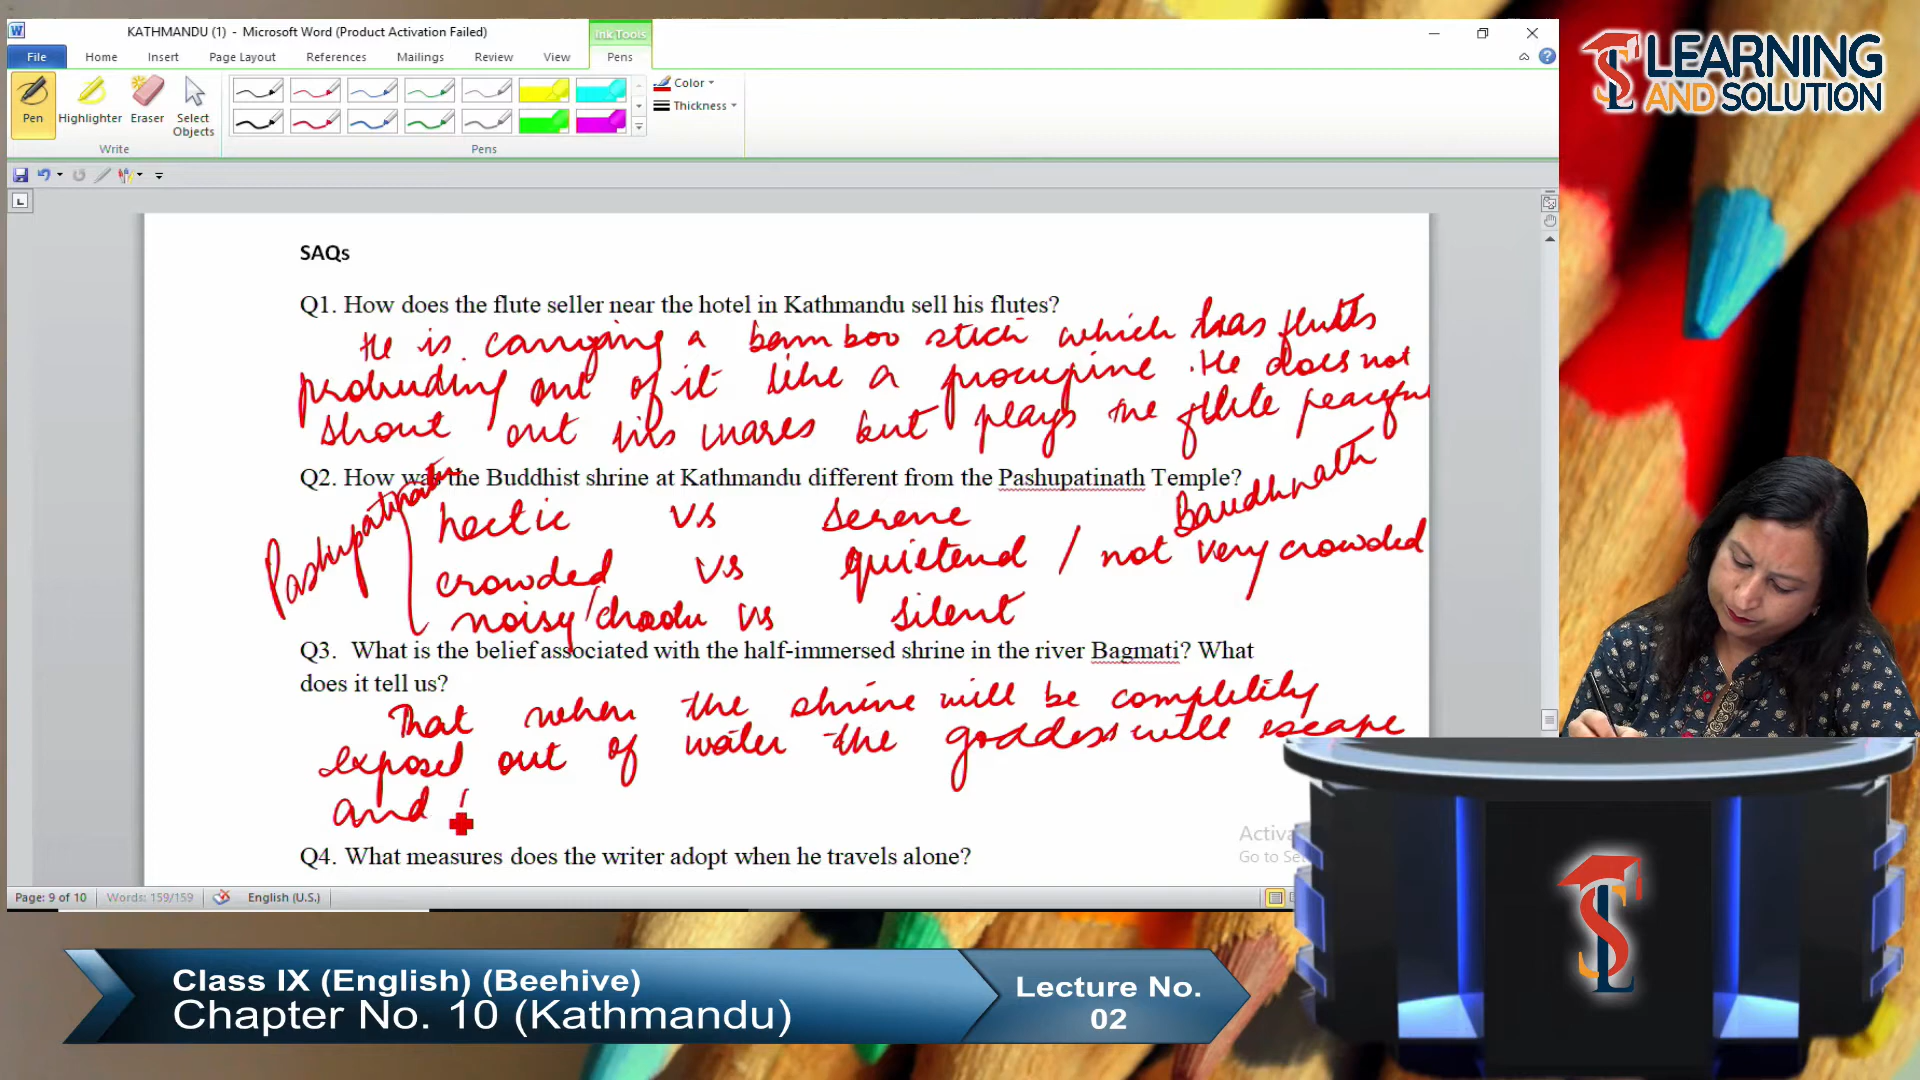 KATHMANDU (1) - Microsoft Word (Product Activation Failed)
Ink Tools
File Home Insert Page Layout References Mailings Review View Pens
Pen Highlighter Eraser Select Objects
Color
Thickness
Write Pens
LEARNING
AND SOLUTION
SAQs
Q1. How does the flute seller near the hotel in Kathmandu sell his flutes?
He is carrying a bamboo stick which has flutes
protruding out of it like a procupine. He does not
shout out his wares but plays the flute peaceful
Q2. How was the Buddhist shrine at Kathmandu different from the Pashupatinath Temple?
Pashupatinath
Baudhnath
hectic vs serene
crowded vs quietend / not very crowded
noisy/ vs silent
Q3. What is the belief associated with the half-immersed shrine in the river Bagmati? What
does it tell us?
That when the shrine will be completily
exposed out of water the goddess will escape
and
Q4. What measures does the writer adopt when he travels alone?
Activa
Go to Se
Page: 9 of 10 Words: 159/159 English (U.S.)
Class IX (English) (Beehive)
Chapter No. 10 (Kathmandu)
Lecture No.
02